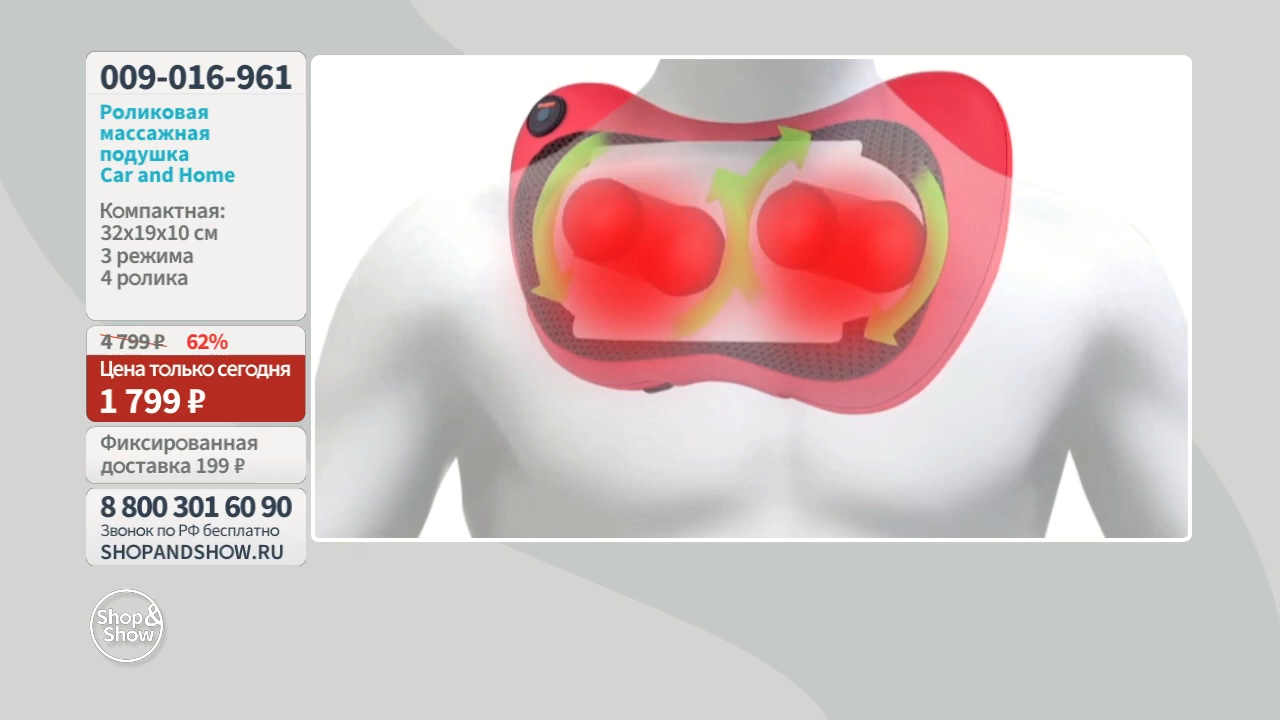 009-016-961
Роликовая
массажная
подушка
Car and Home
Компактная:
32х19х10 см
3 режима
4 ролика
4 799 ₽ 62%
Цена только сегодня
1 799 ₽
Фиксированная
доставка 199 ₽
8 800 301 60 90
Звонок по РФ бесплатно
SHOPANDSHOW.RU
Shop&
Show